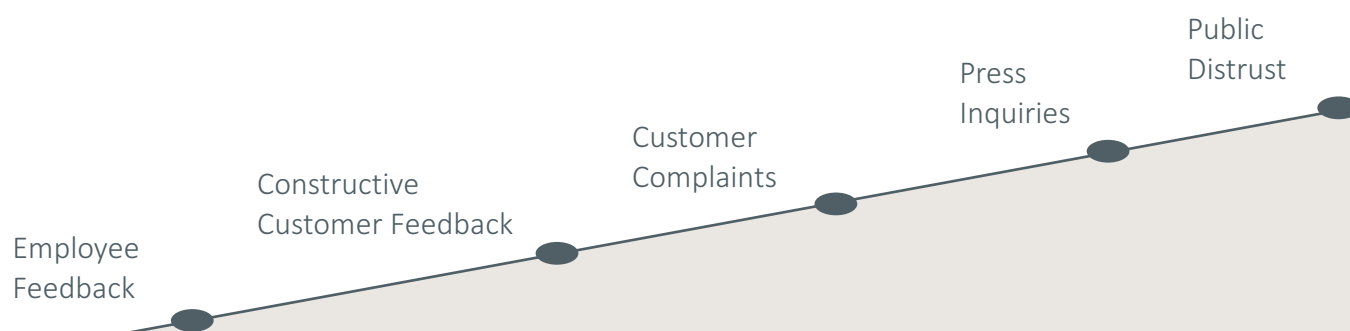 Employee
Feedback
Constructive
Customer Feedback
Customer
Complaints
Press
Inquiries
Public
Distrust